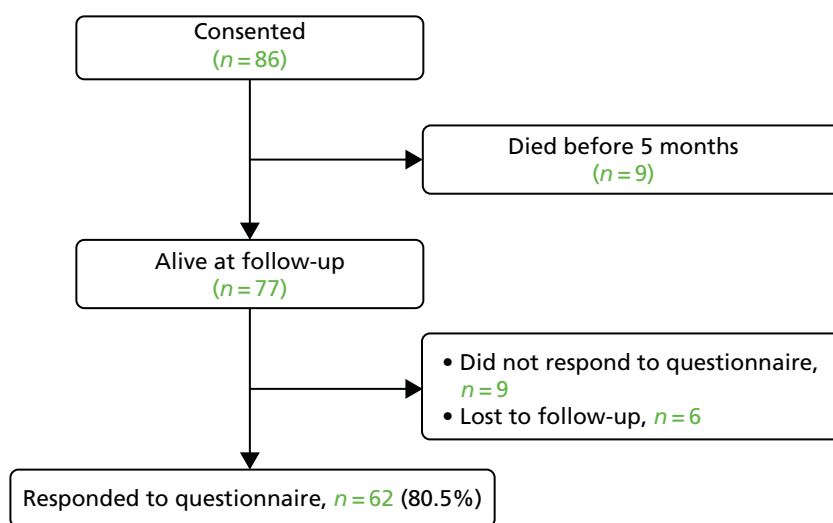 Consented
(n = 86)
Died before 5 months
(n = 9)
Alive at follow-up
(n = 77)
• Did not respond to questionnaire,
n = 9
• Lost to follow-up, n = 6
Responded to questionnaire, n = 62 (80.5%)